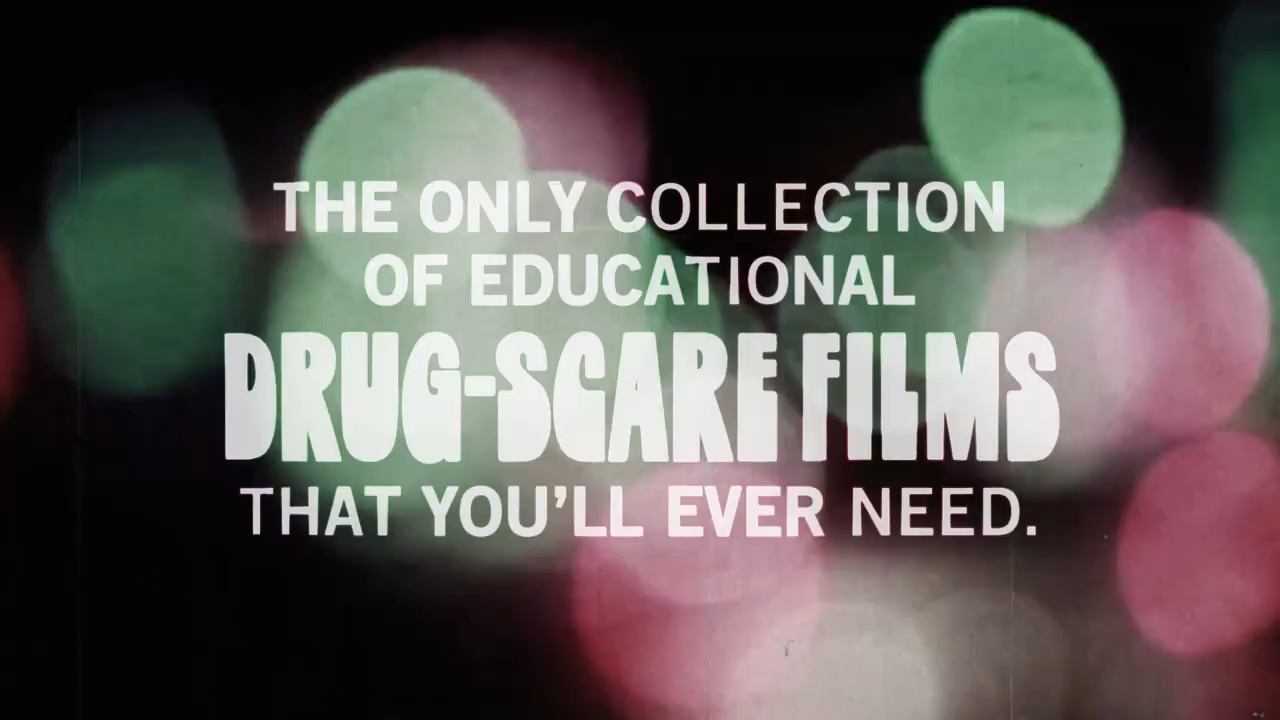 THE ONLY COLLECTION
OF EDUCATIONAL
DRUG-SCARE FILMS
THAT YOU'LL EVER NEED.